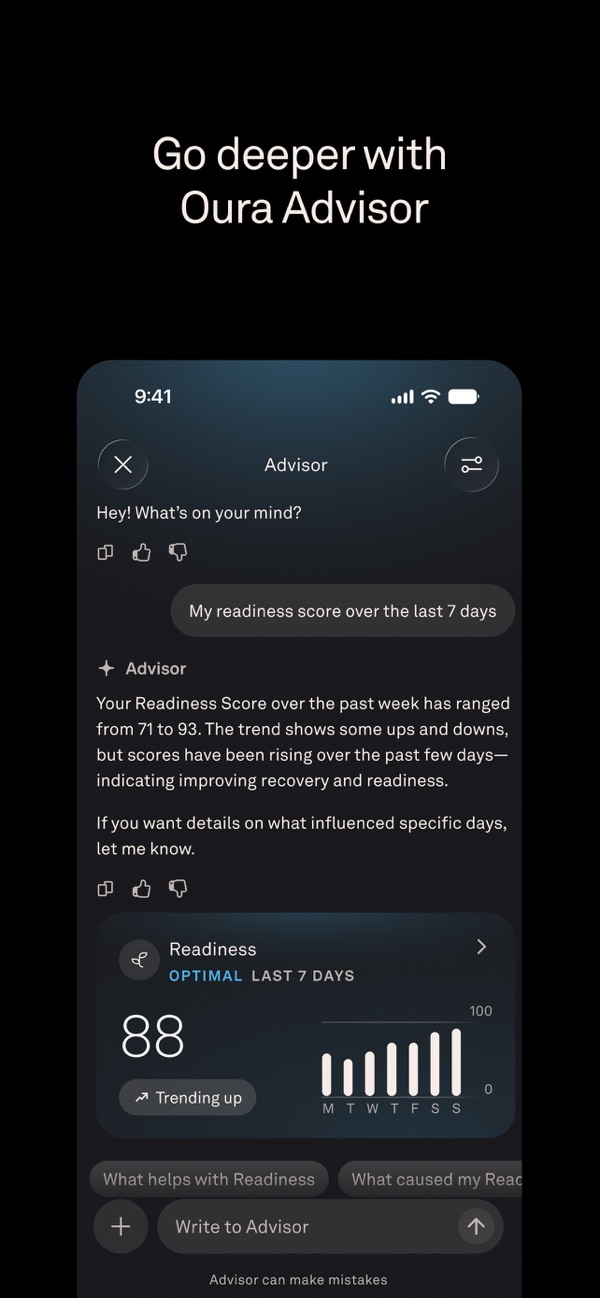 Go deeper with
Oura Advisor
9:41
Advisor
Hey! What's on your mind?
My readiness score over the last 7 days
Advisor
Your Readiness Score over the past week has ranged
from 71 to 93. The trend shows some ups and downs,
but scores have been rising over the past few days—
indicating improving recovery and readiness.
If you want details on what influenced specific days,
let me know.
Readiness
OPTIMAL LAST 7 DAYS
88
Trending up
100
0
M T W T F S S
What helps with Readiness
What caused my Read
Write to Advisor
Advisor can make mistakes